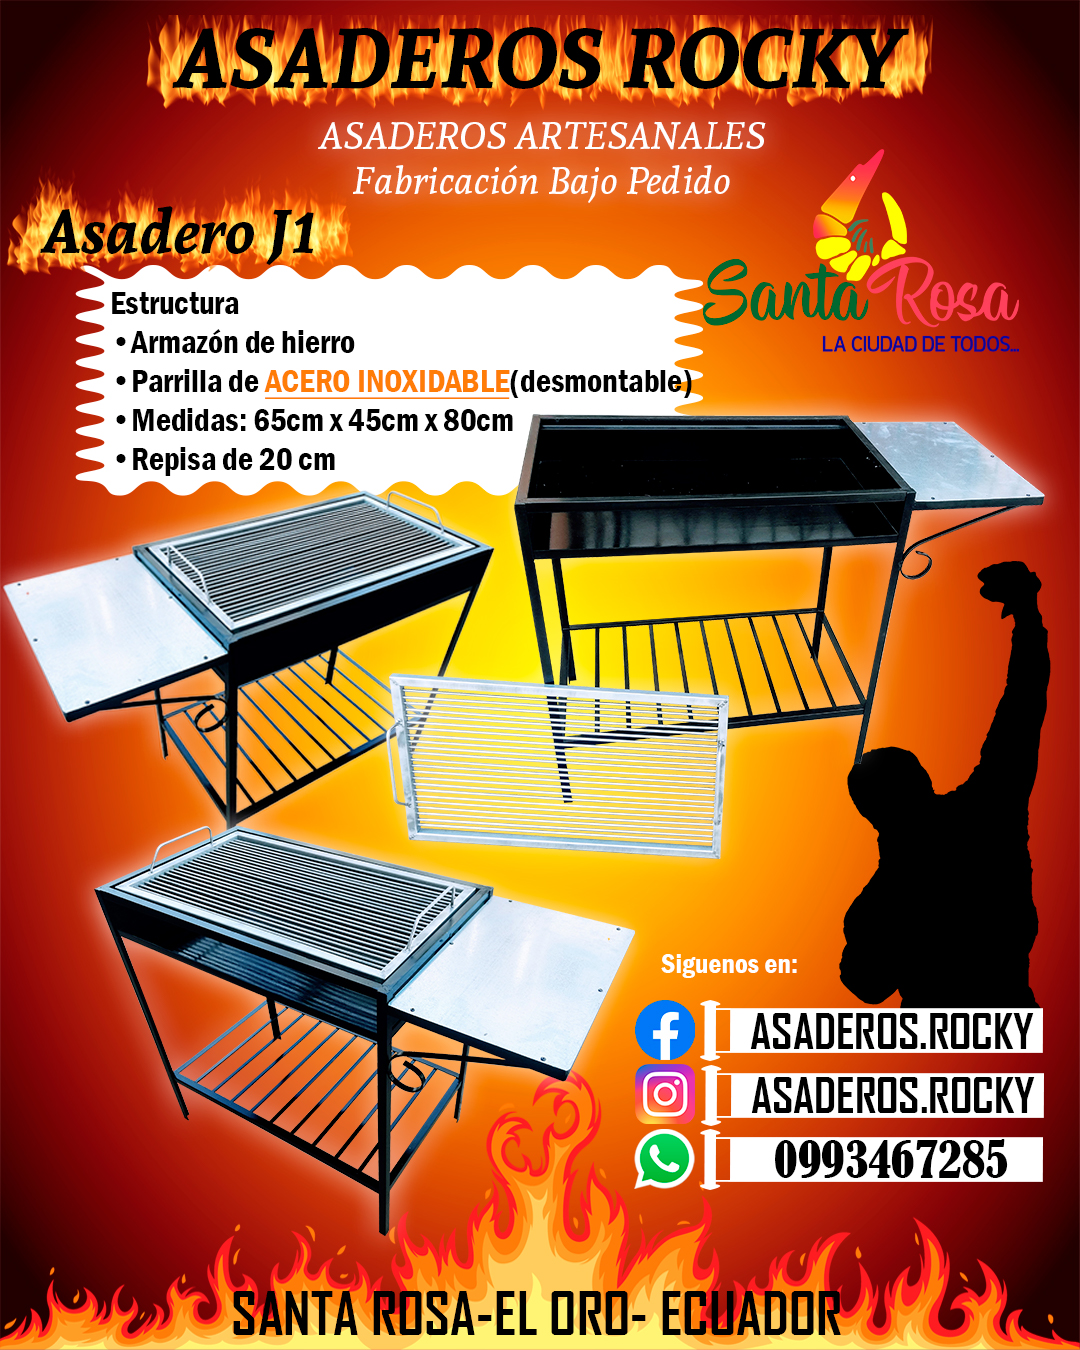 ASADEROS ROCKY
ASADEROS ARTESANALES
Fabricación Bajo Pedido
Asadero J1
Estructura
•Armazón de hierro
•Parrilla de ACERO INOXIDABLE(desmontable)
•Medidas: 65cm x 45cm x 80cm
•Repisa de 20 cm
Santa Rosa
LA CIUDAD DE TODOS...
Siguenos en:
ASADEROS.ROCKY
ASADEROS.ROCKY
0993467285
SANTA ROSA-EL ORO- ECUADOR